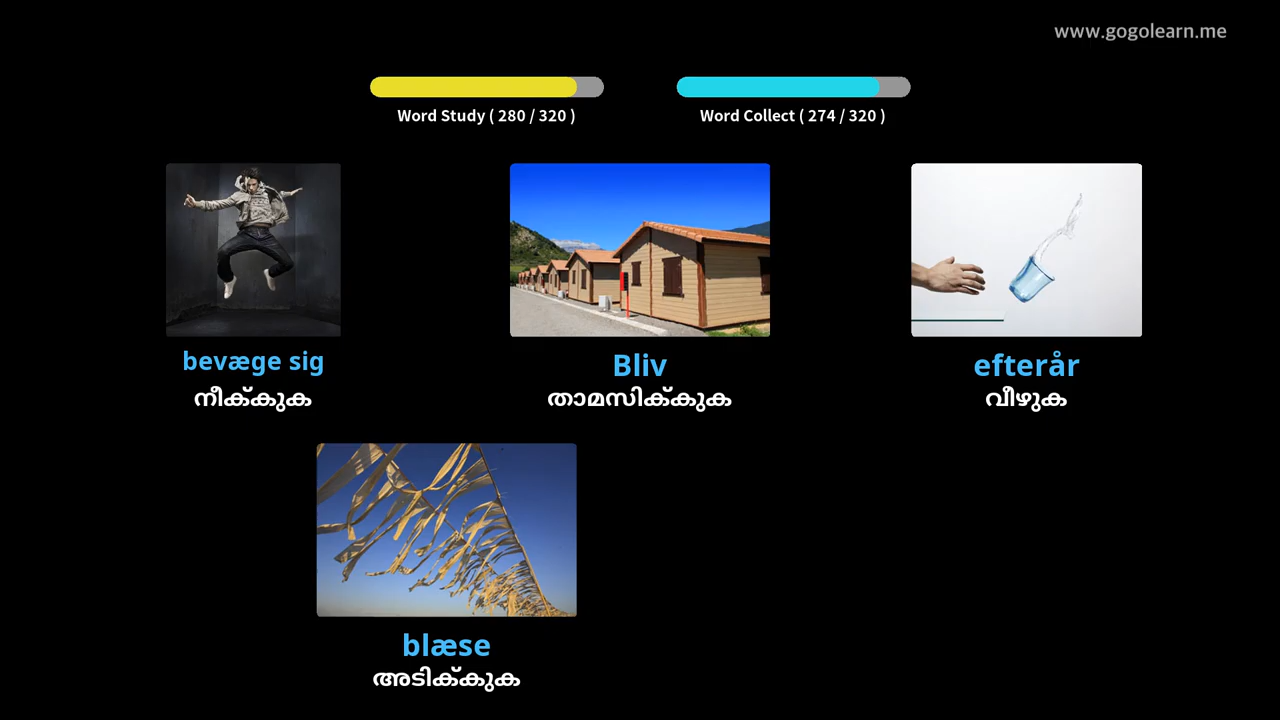 www.gogolearn.me
Word Study ( 280 / 320 )
Word Collect ( 274 / 320 )
bevæge sig
നീക്കുക
Bliv
താമസിക്കുക
efterår
വീഴുക
blæse
അടിക്കുക